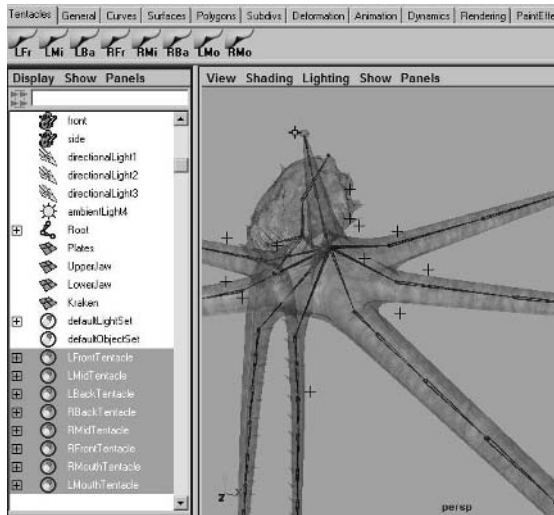 Tentacles General Curves Surfaces Polygons Subdivs Deformation Animation Dynamics Rendering PaintEffe
LFr LMi LBa RFr RMi RBa LMo RMo
Display Show Panels
View Shading Lighting Show Panels
front
side
directionalLight1
directionalLight2
directionalLight3
ambientLight4
Root
Plates
UpperJaw
LowerJaw
Kraken
defaultLightSet
defaultObjectSet
LFrontTentacle
LMidTentacle
LBackTentacle
RBackTentacle
RMidTentacle
RFrontTentacle
RMouthTentacle
LMouthTentacle
z
persp